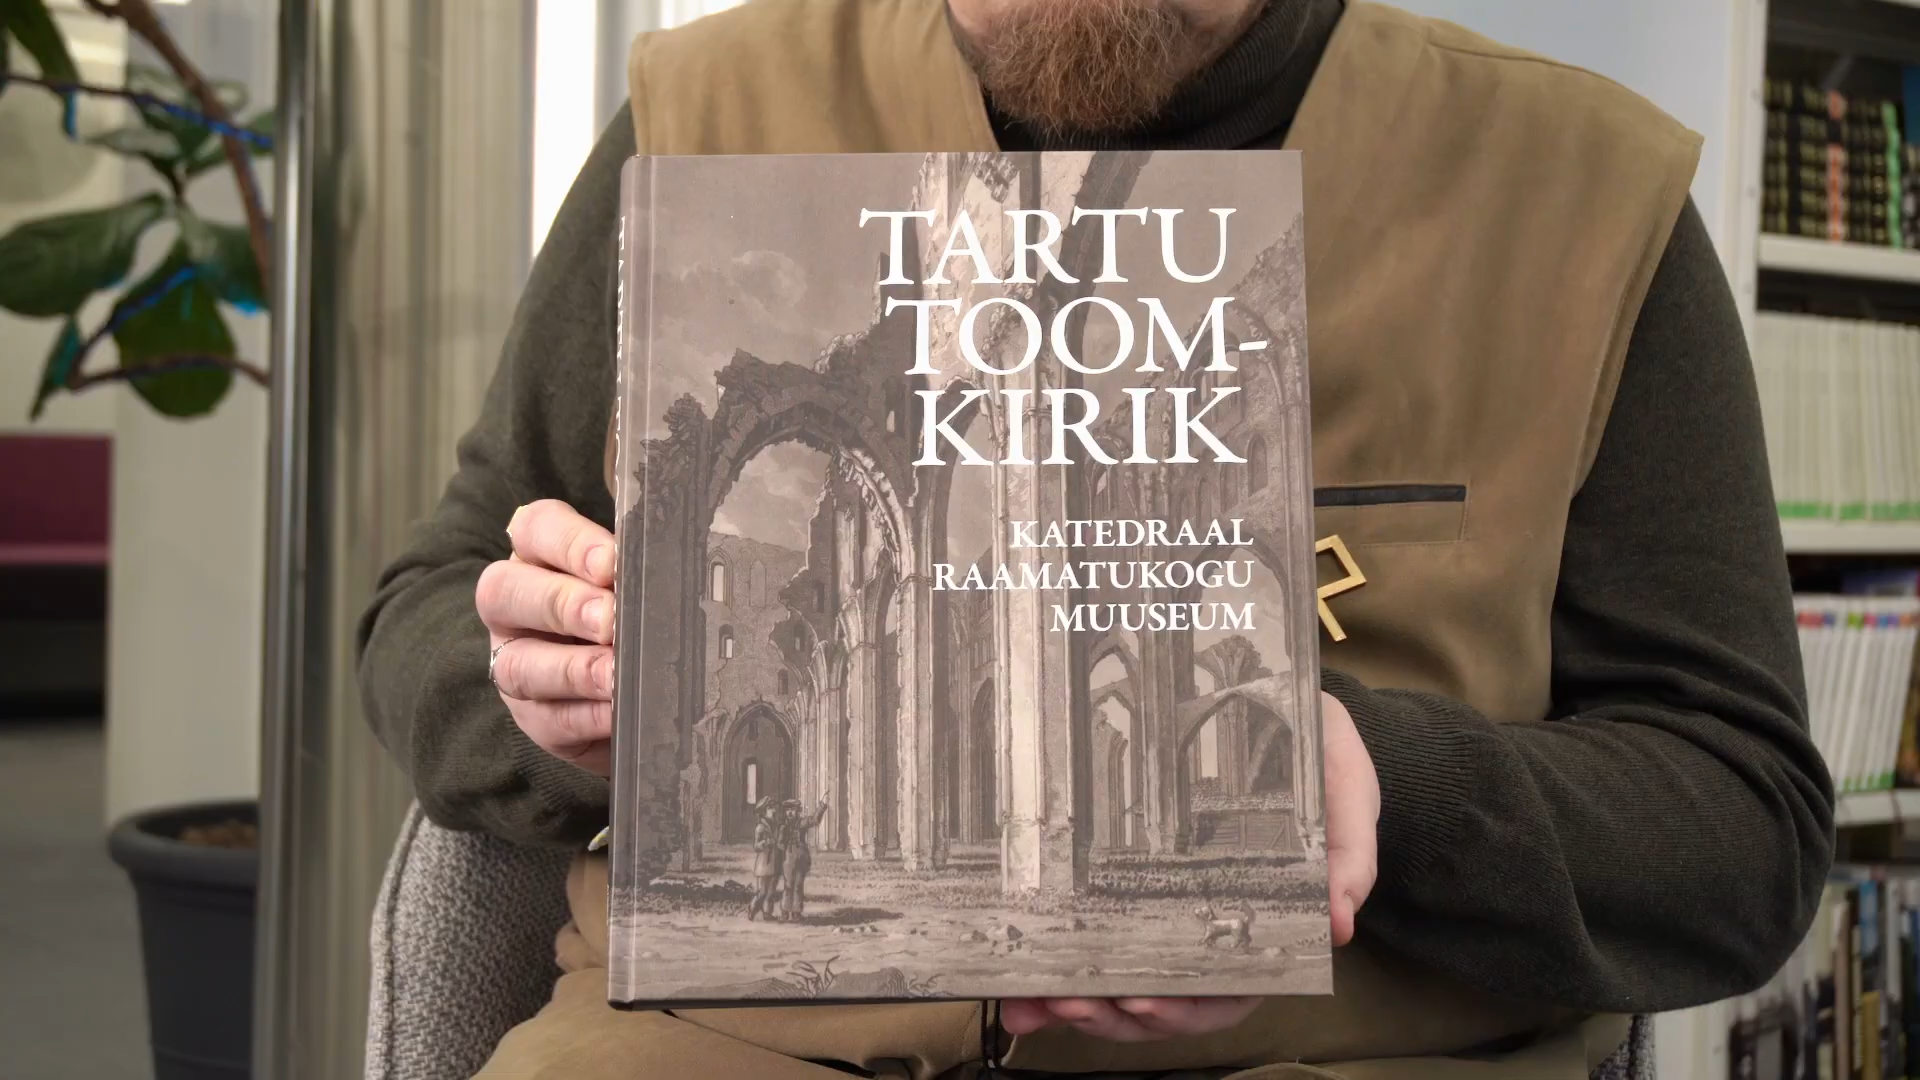 TARTU
TOOM-
KIRIK
KATEDRAAL
RAAMATUKOGU
MUUSEUM